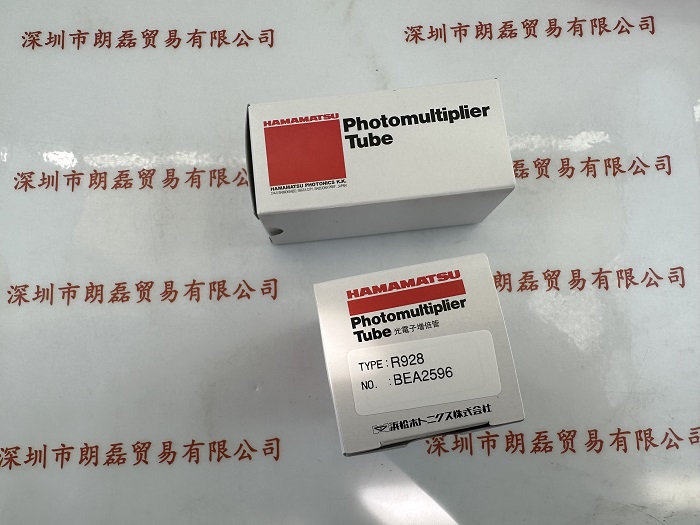 深圳市朗磊贸易有限公司
深圳市朗磊贸易有限公司
HAMAMATSU
Photomultiplier
Tube
HAMAMATSU PHOTONICS K.K.
深圳市朗磊贸易有限公司
深圳市朗磊贸易有限公司
深圳市朗磊贸易有限公司
深圳市朗磊贸易有限公司
HAMAMATSU
Photomultiplier
Tube 光電子増倍管
TYPE : R928
NO. : BEA2596
浜松ホトニクス株式会社
深圳市朗磊贸易有限公司
深圳市朗磊贸易有限公司